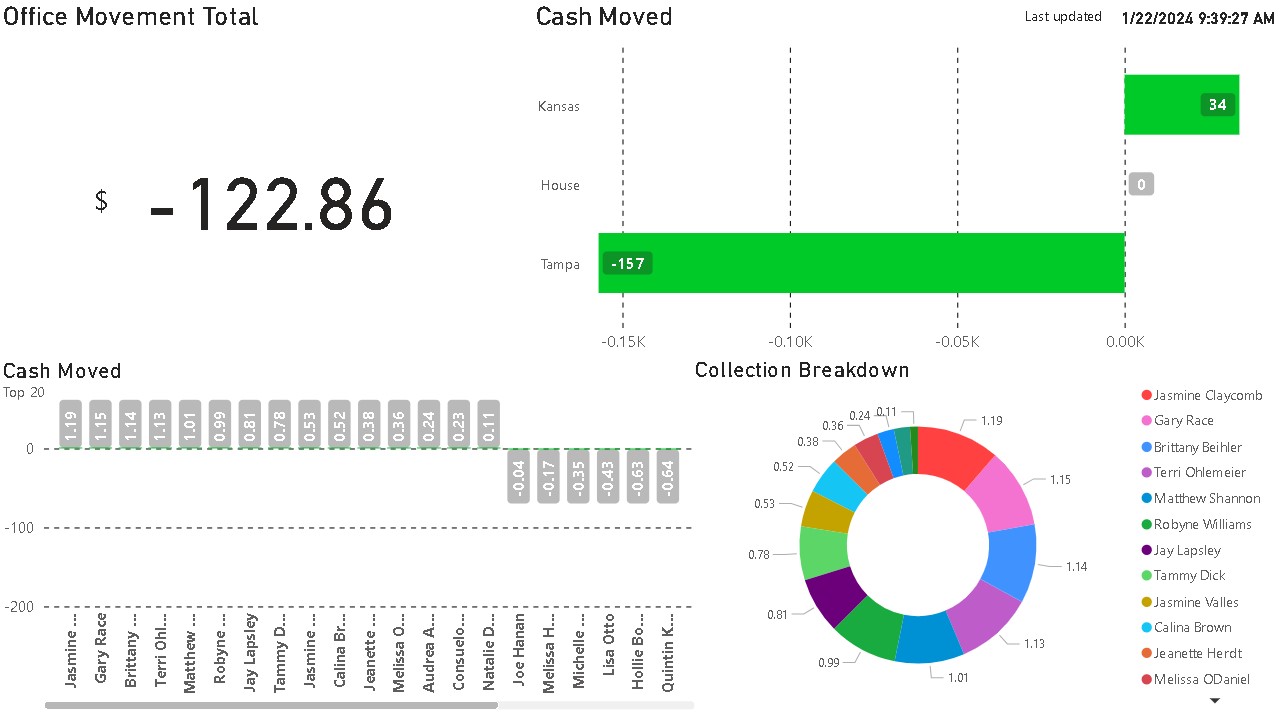 Office Movement Total
$ -122.86
Cash Moved
Last updated 1/22/2024 9:39:27 AM
Kansas
34
House
0
Tampa
-157
-0.15K -0.10K -0.05K 0.00K
Cash Moved
Top 20
0
-100
-200
1.19 1.15 1.14 1.13 1.01 0.99 0.81 0.78 0.53 0.52 0.38 0.36 0.24 0.23 0.11 -0.04 -0.17 -0.35 -0.43 -0.63 -0.64
Jasmine ...
Gary Race
Brittany ...
Terri Ohl...
Matthew ...
Robyne ...
Jay Lapsley
Tammy D...
Jasmine ...
Calina Br...
Jeanette ...
Melissa O...
Audrea A...
Consuelo...
Natalie D...
Joe Hanan
Melissa H...
Michelle ...
Lisa Otto
Hollie Bo...
Quintin K...
Collection Breakdown
1.19
1.15
1.14
1.13
1.01
0.99
0.81
0.78
0.53
0.52
0.38
0.36
0.24
0.11
Jasmine Claycomb
Gary Race
Brittany Beihler
Terri Ohlemeier
Matthew Shannon
Robyne Williams
Jay Lapsley
Tammy Dick
Jasmine Valles
Calina Brown
Jeanette Herdt
Melissa ODaniel